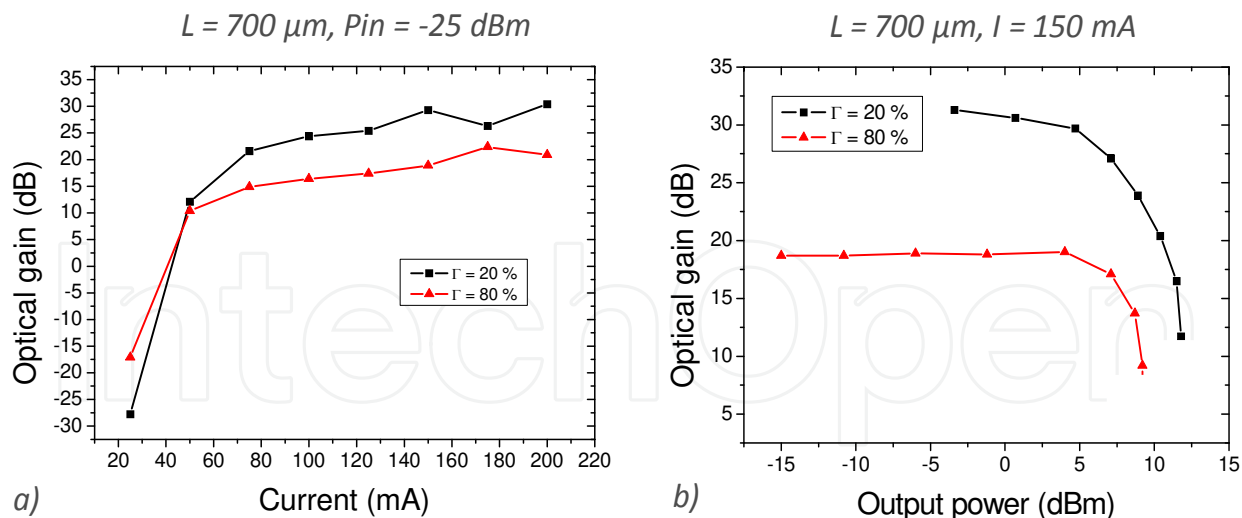 L = 700 µm, Pin = -25 dBm
35
30
25
20
15
10
5
0
-5
-10
-15
-20
-25
-30
Optical gain (dB)
Γ = 20 %
Γ = 80 %
20 40 60 80 100 120 140 160 180 200 220
Current (mA)
a)
L = 700 µm, I = 150 mA
35
30
25
20
15
10
5
Optical gain (dB)
Γ = 20 %
Γ = 80 %
-15 -10 -5 0 5 10 15
Output power (dBm)
b)
IntechOpen